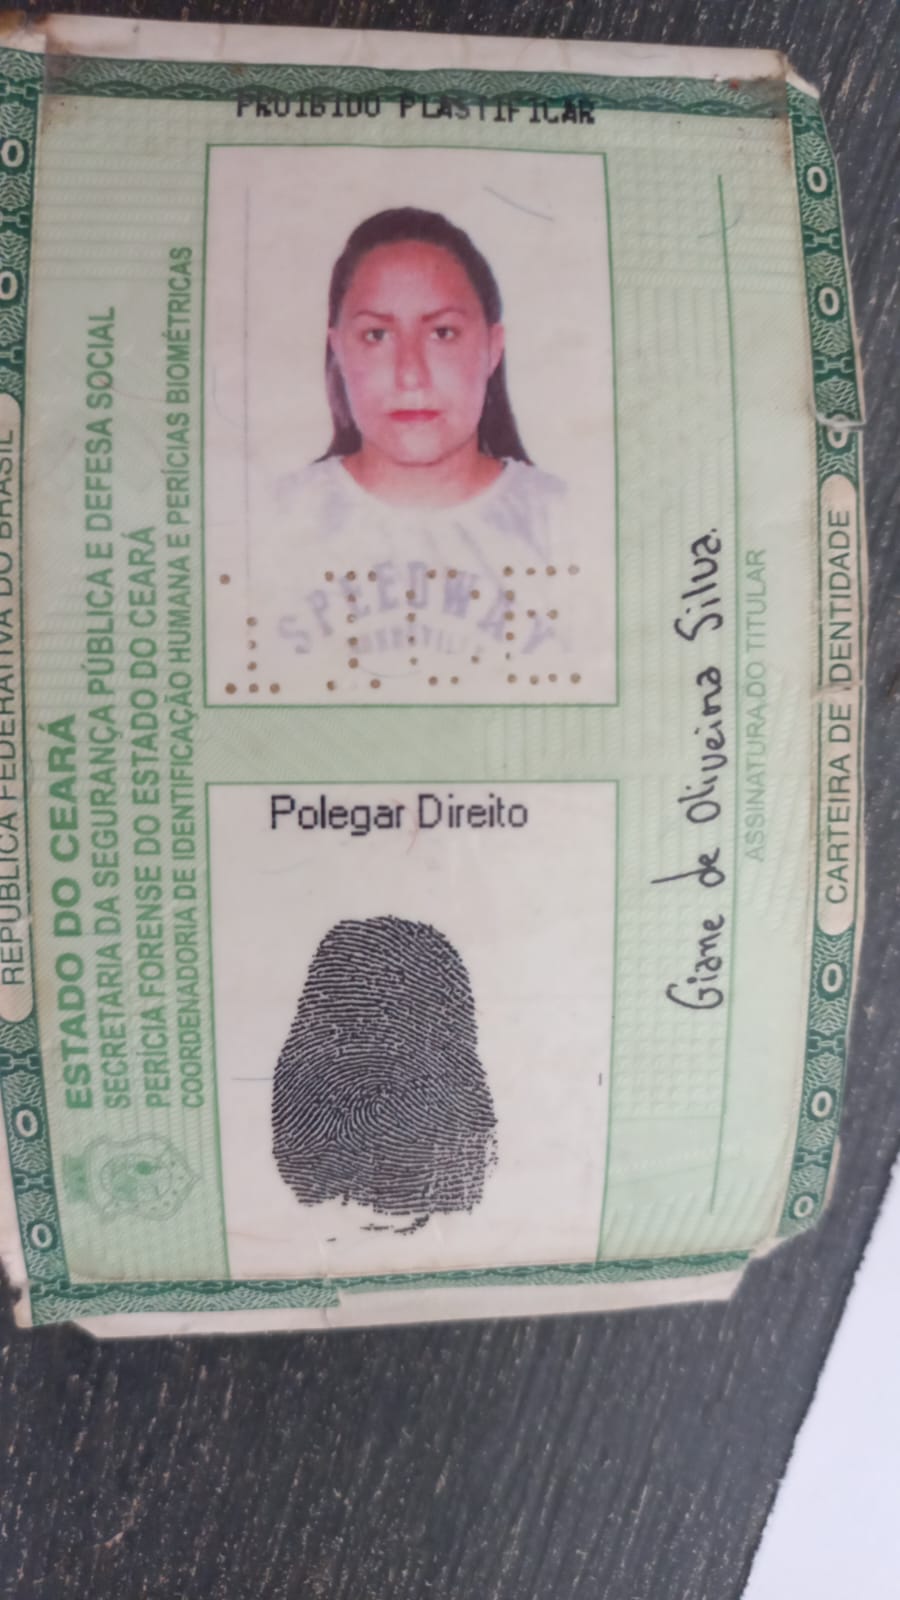 REPÚBLICA FEDERATIVA DO BRASIL
ESTADO DO CEARÁ
SECRETARIA DA SEGURANÇA PÚBLICA E DEFESA SOCIAL
PERÍCIA FORENSE DO ESTADO DO CEARÁ
COORDENADORIA DE IDENTIFICAÇÃO HUMANA E PERÍCIAS BIOMÉTRICAS
PROIBIDO PLASTIFICAR
SPEEDWAY
Polegar Direito
Giane de Oliveira Silva.
ASSINATURA DO TITULAR
CARTEIRA DE IDENTIDADE